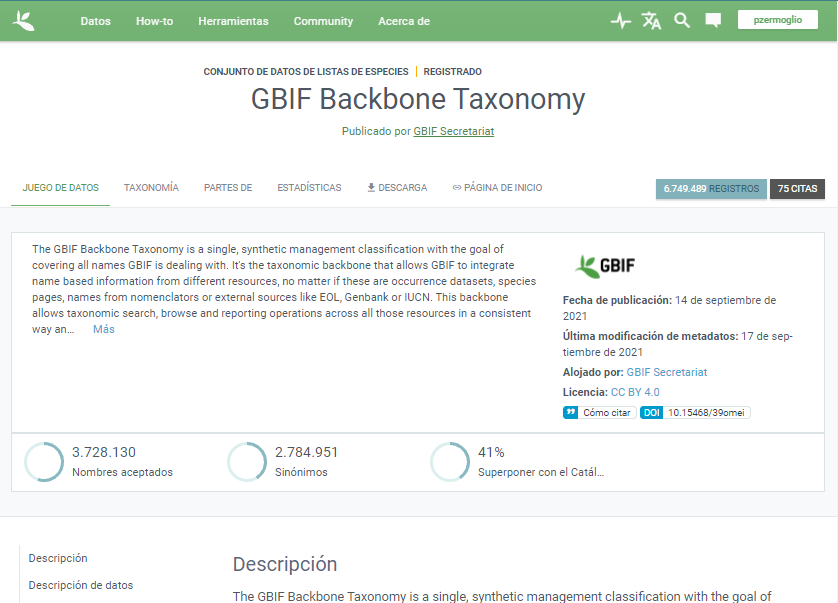 Datos How-to Herramientas Community Acerca de pzermoglio
CONJUNTO DE DATOS DE LISTAS DE ESPECIES | REGISTRADO
GBIF Backbone Taxonomy
Publicado por GBIF Secretariat
JUEGO DE DATOS TAXONOMÍA PARTES DE ESTADÍSTICAS DESCARGA PÁGINA DE INICIO 6.749.489 REGISTROS 75 CITAS
The GBIF Backbone Taxonomy is a single, synthetic management classification with the goal of
covering all names GBIF is dealing with. It's the taxonomic backbone that allows GBIF to integrate
name based information from different resources, no matter if these are occurrence datasets, species
pages, names from nomenclators or external sources like EOL, Genbank or IUCN. This backbone
allows taxonomic search, browse and reporting operations across all those resources in a consistent
way an... Más
GBIF
Fecha de publicación: 14 de septiembre de
2021
Última modificación de metadatos: 17 de sep-
tiembre de 2021
Alojado por: GBIF Secretariat
Licencia: CC BY 4.0
Cómo citar DOI 10.15468/39omei
3.728.130
Nombres aceptados
2.784.951
Sinónimos
41%
Superponer con el Catál...
Descripción
Descripción de datos
Descripción
The GBIF Backbone Taxonomy is a single, synthetic management classification with the goal of